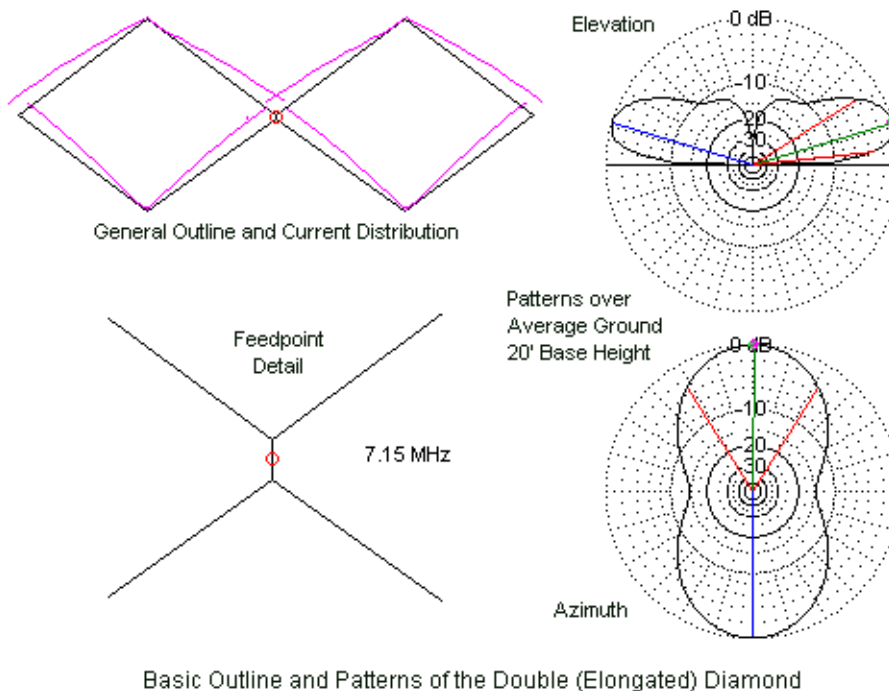 Elevation
0 dB
-10
20
30
General Outline and Current Distribution
Feedpoint
Detail
7.15 MHz
Patterns over
Average Ground
20' Base Height
0 dB
-10
20
30
Azimuth
Basic Outline and Patterns of the Double (Elongated) Diamond